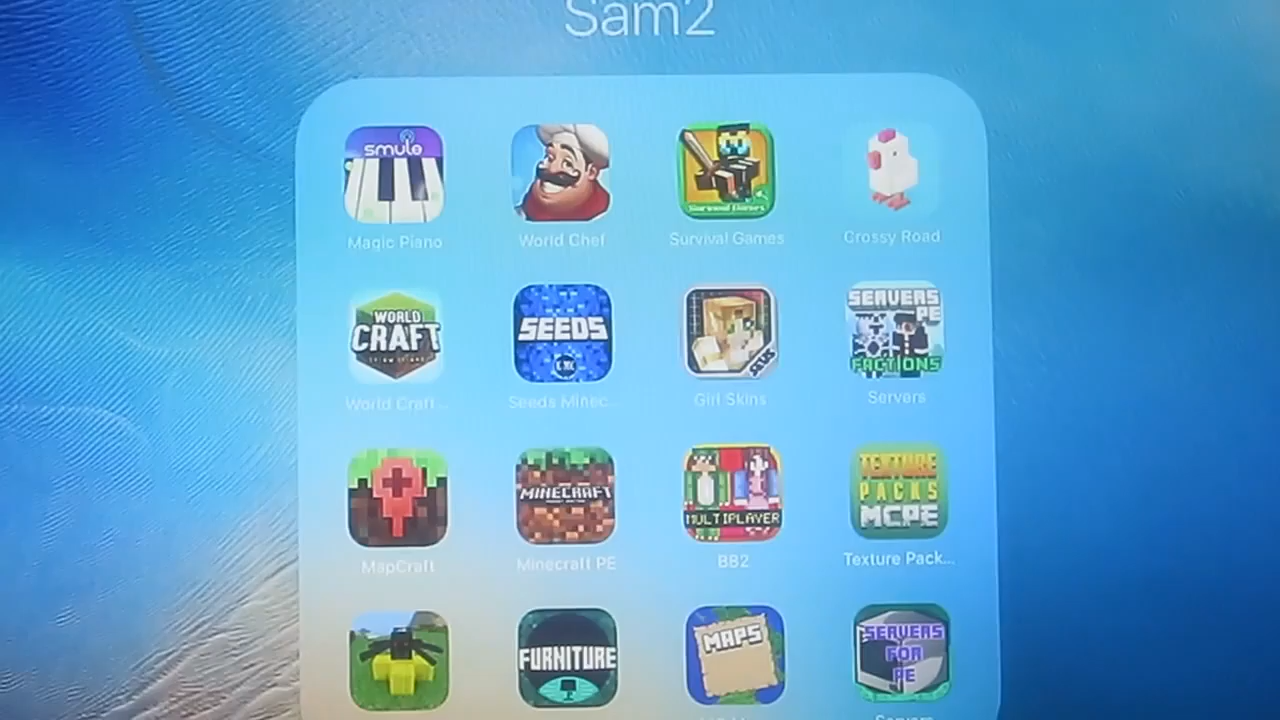 Sam2
smule
Survival Games
Magic Piano
World Chef
Survival Games
Crossy Road
WORLD
CRAFT
SEEDS
SERVERS
PE
FACTIONS
World Craft...
Seeds Minec...
Girl Skins
Servers
MINECRAFT
MULTIPLAYER
TEXTURE
PACKS
MCPE
MapCraft
Minecraft PE
BB2
Texture Pack...
FURNITURE
MAPS
SERVERS
FOR
PE
Servers